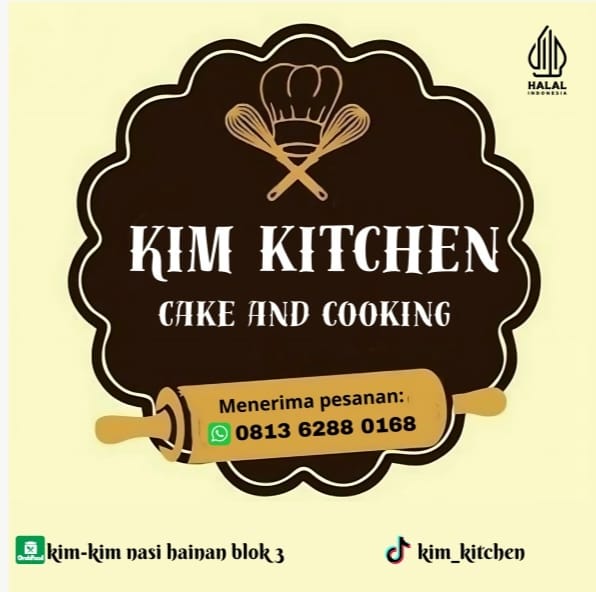 HALAL
INDONESIA
KIM KITCHEN
CAKE AND COOKING
Menerima pesanan:
0813 6288 0168
GrabFood
kim-kim nasi hainan blok 3
kim_kitchen